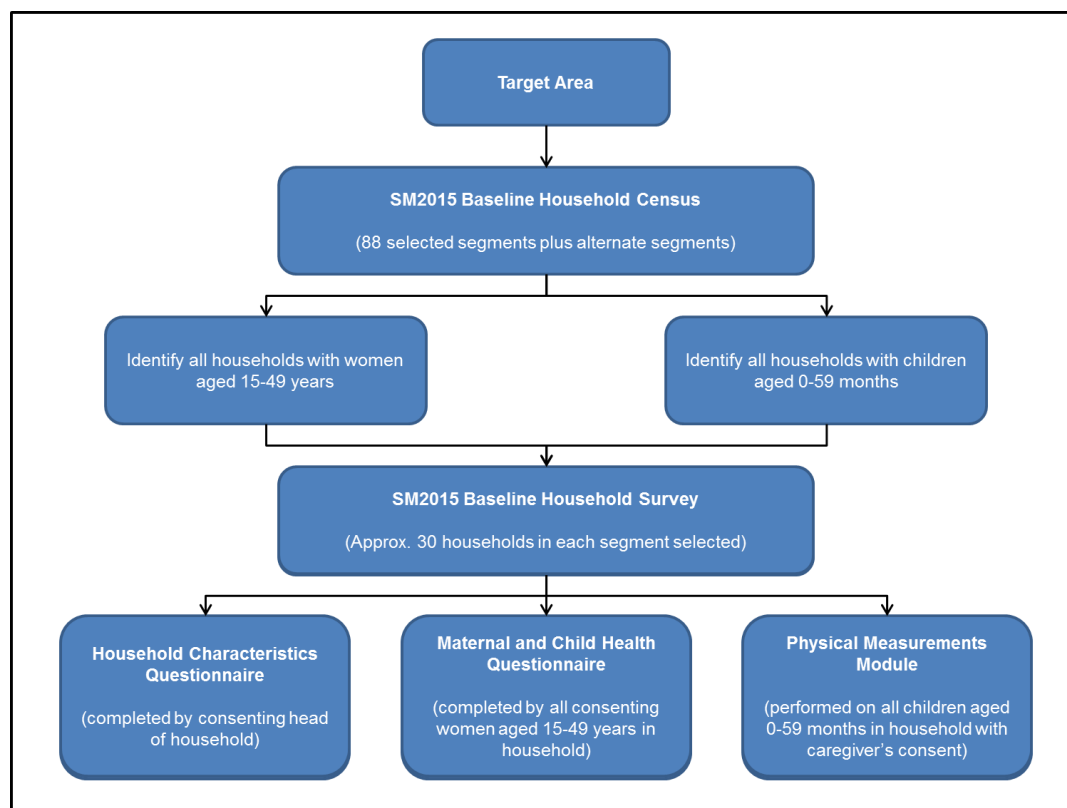 Target Area
SM2015 Baseline Household Census
(88 selected segments plus alternate segments)
Identify all households with women
aged 15-49 years
Identify all households with children
aged 0-59 months
SM2015 Baseline Household Survey
(Approx. 30 households in each segment selected)
Household Characteristics
Questionnaire
(completed by consenting head
of household)
Maternal and Child Health
Questionnaire
(completed by all consenting
women aged 15-49 years in
household)
Physical Measurements
Module
(performed on all children aged
0-59 months in household with
caregiver’s consent)